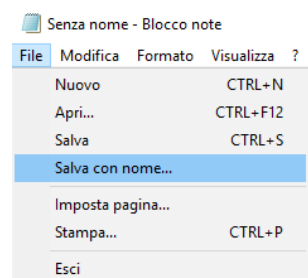 Senza nome - Blocco note
File Modifica Formato Visualizza ?
Nuovo CTRL+N
Apri... CTRL+F12
Salva CTRL+S
Salva con nome...
Imposta pagina...
Stampa... CTRL+P
Esci